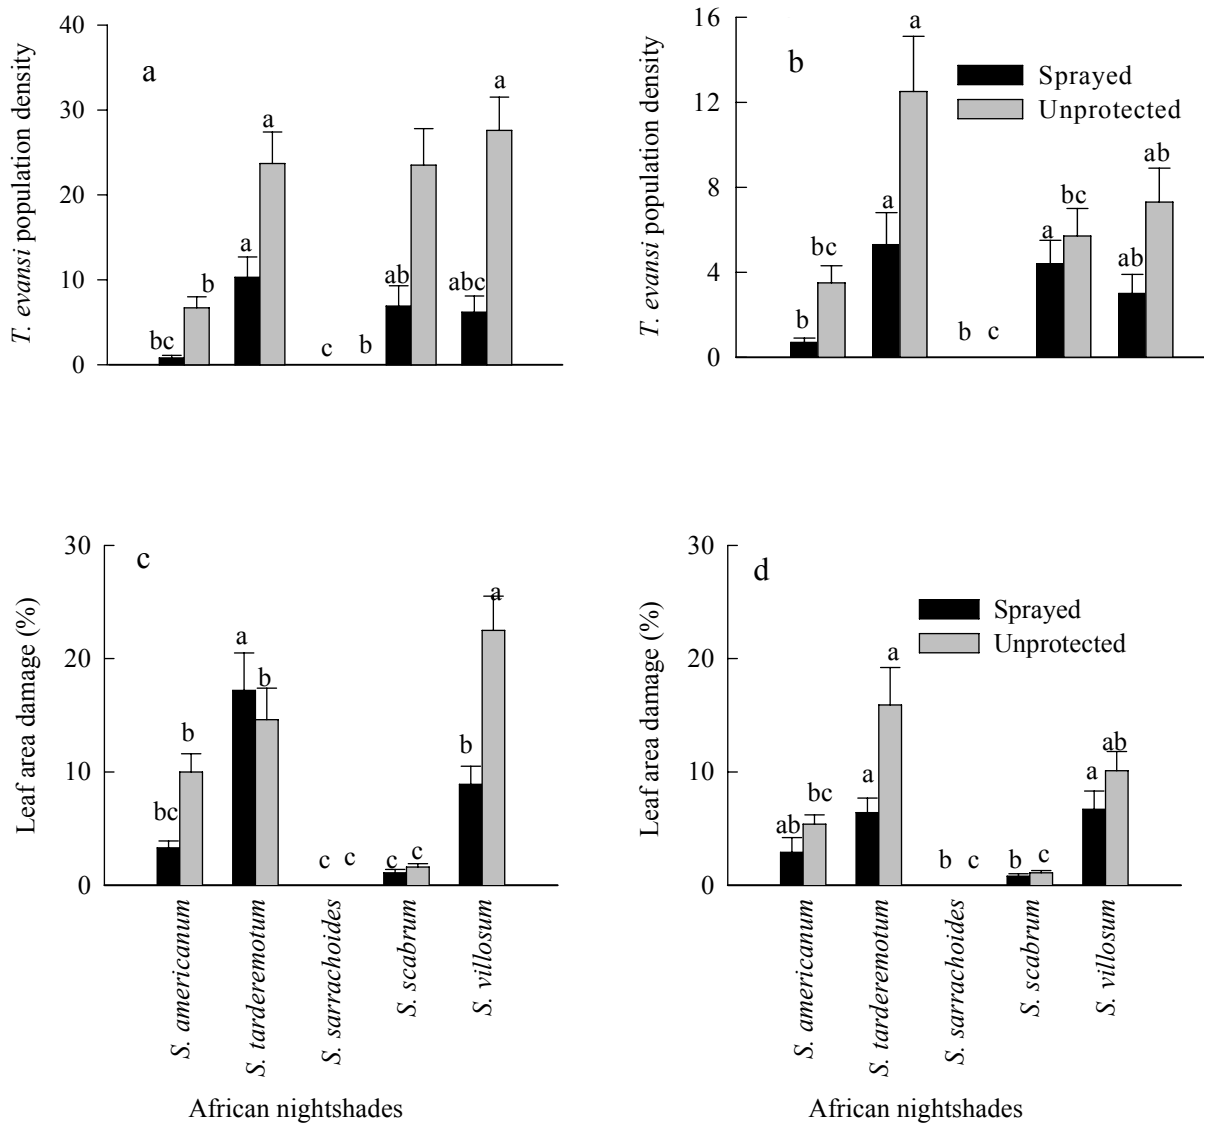 a
T. evansi population density
40
30
20
10
0
bc
b
a
a
c
b
ab
abc
a
b
T. evansi population density
16
12
8
4
0
Sprayed
Unprotected
b
bc
a
a
b
c
a
bc
ab
ab
c
Leaf area damage (%)
30
20
10
0
bc
b
a
b
c
c
c
c
b
a
S. americanum
S. tarderemotum
S. sarrachoides
S. scabrum
S. villosum
African nightshades
d
Leaf area damage (%)
30
20
10
0
Sprayed
Unprotected
ab
bc
a
a
b
c
b
c
a
ab
S. americanum
S. tarderemotum
S. sarrachoides
S. scabrum
S. villosum
African nightshades